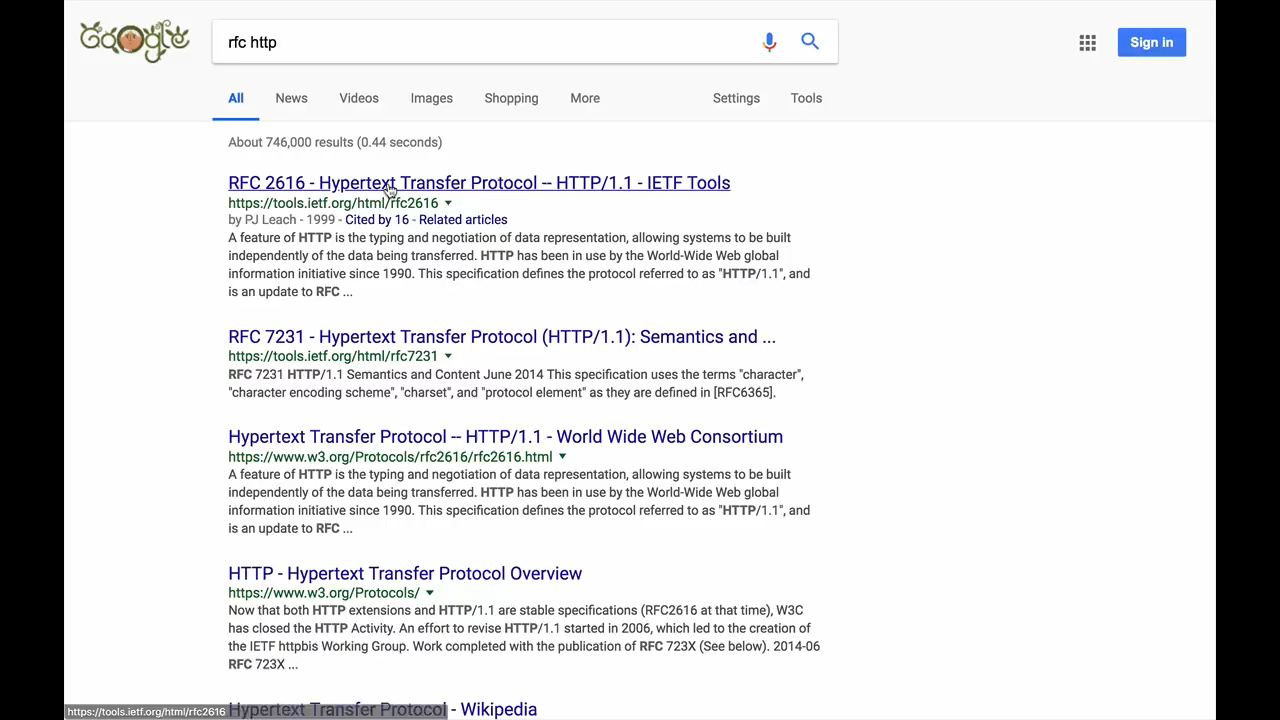 Google
rfc http
Sign in
All News Videos Images Shopping More Settings Tools
About 746,000 results (0.44 seconds)
RFC 2616 - Hypertext Transfer Protocol -- HTTP/1.1 - IETF Tools
https://tools.ietf.org/html/rfc2616
by PJ Leach - 1999 - Cited by 16 - Related articles
A feature of HTTP is the typing and negotiation of data representation, allowing systems to be built
independently of the data being transferred. HTTP has been in use by the World-Wide Web global
information initiative since 1990. This specification defines the protocol referred to as "HTTP/1.1", and
is an update to RFC ...
RFC 7231 - Hypertext Transfer Protocol (HTTP/1.1): Semantics and ...
https://tools.ietf.org/html/rfc7231
RFC 7231 HTTP/1.1 Semantics and Content June 2014 This specification uses the terms "character",
"character encoding scheme", "charset", and "protocol element" as they are defined in [RFC6365].
Hypertext Transfer Protocol -- HTTP/1.1 - World Wide Web Consortium
https://www.w3.org/Protocols/rfc2616/rfc2616.html
A feature of HTTP is the typing and negotiation of data representation, allowing systems to be built
independently of the data being transferred. HTTP has been in use by the World-Wide Web global
information initiative since 1990. This specification defines the protocol referred to as "HTTP/1.1", and
is an update to RFC ...
HTTP - Hypertext Transfer Protocol Overview
https://www.w3.org/Protocols/
Now that both HTTP extensions and HTTP/1.1 are stable specifications (RFC2616 at that time), W3C
has closed the HTTP Activity. An effort to revise HTTP/1.1 started in 2006, which led to the creation of
the IETF httpbis Working Group. Work completed with the publication of RFC 723X (See below). 2014-06
RFC 723X ...
Hypertext Transfer Protocol - Wikipedia
https://tools.ietf.org/html/rfc2616